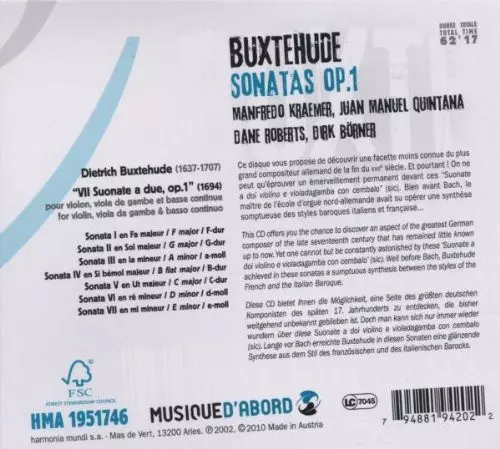 DURÉE TOTALE
TOTAL TIME
62'17
BUXTEHUDE
SONATAS OP.1
MANFREDO KRAEMER, JUAN MANUEL QUINTANA
DANE ROBERTS, DIRK BÖRNER
Dietrich Buxtehude (1637-1707)
"VII Suonate a due, op.1" (1694)
pour violon, viole de gambe et basse continue
for violin, viola da gamba & basso continuo
Sonata I en Fa majeur / F major / F-dur
Sonata II en Sol majeur / G major / G-dur
Sonata III en la mineur / A minor / a-moll
Sonata IV en Si bémol majeur / B flat major / B-dur
Sonata V en Ut majeur / C major / C-dur
Sonata VI en ré mineur / D minor / d-moll
Sonata VII en mi mineur / E minor / e-moll
Ce disque vous propose de découvrir une facette moins connue du plus
grand compositeur allemand de la fin du XVIIe siècle. Et pourtant ! On ne
peut qu'éprouver un émerveillement permanent devant ces "Suonate
a doi violino e violadagamba con cembalo" (sic). Bien avant Bach, le
maître de l'école d'orgue nord-allemande avait su opérer une synthèse
somptueuse des styles baroques italiens et française...
This CD offers you the chance to discover an aspect of the greatest German
composer of the late seventeenth century that has remained little known
up to now. Yet one cannot be constantly astonished by these 'Suonate a
doi violino e violadagamba con cembalo' (sic). Well before Bach, Buxtehude
achieved in these sonatas a sumptuous synthesis between the styles of the
French and the Italian Baroque.
Diese CD bietet Ihnen die Möglichkeit, eine Seite des größten deutschen
Komponisten des späten 17. Jahrhunderts zu entdecken, die bisher
weitgehend unbekannt geblieben ist. Doch man kann sich nur immer wieder
wundern über diese Suonate a doi violino et violadagamba con cembalo
(sic). Lange vor Bach erreichte Buxtehude in diesen Sonaten eine glänzende
Synthese aus dem Stil des französischen und des italienischen Barocks.
FSC
FOREST STEWARDSHIP COUNCIL
HMA 1951746
MUSIQUE D'ABORD
LC 7045
7 94881 94202 2
harmonia mundi s.a. - Mas de Vert, 13200 Arles, ℗ 2002, © 2010 Made in Austria